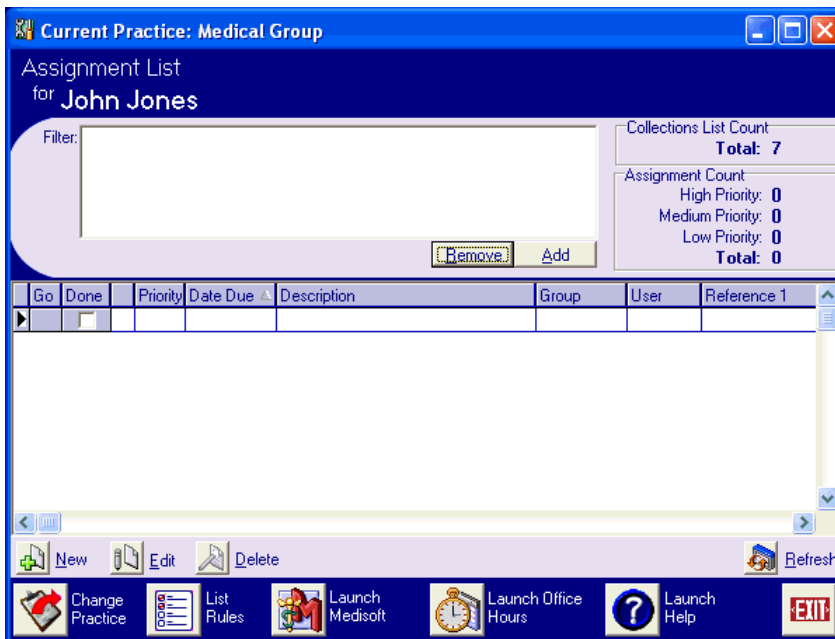 Current Practice: Medical Group
Assignment List
for John Jones
Filter:
Remove Add
Collections List Count
Total: 7
Assignment Count
High Priority: 0
Medium Priority: 0
Low Priority: 0
Total: 0
Go Done Priority Date Due Description Group User Reference 1
New Edit Delete Refresh
Change Practice
List Rules
Launch Medisoft
Launch Office Hours
Launch Help
EXIT